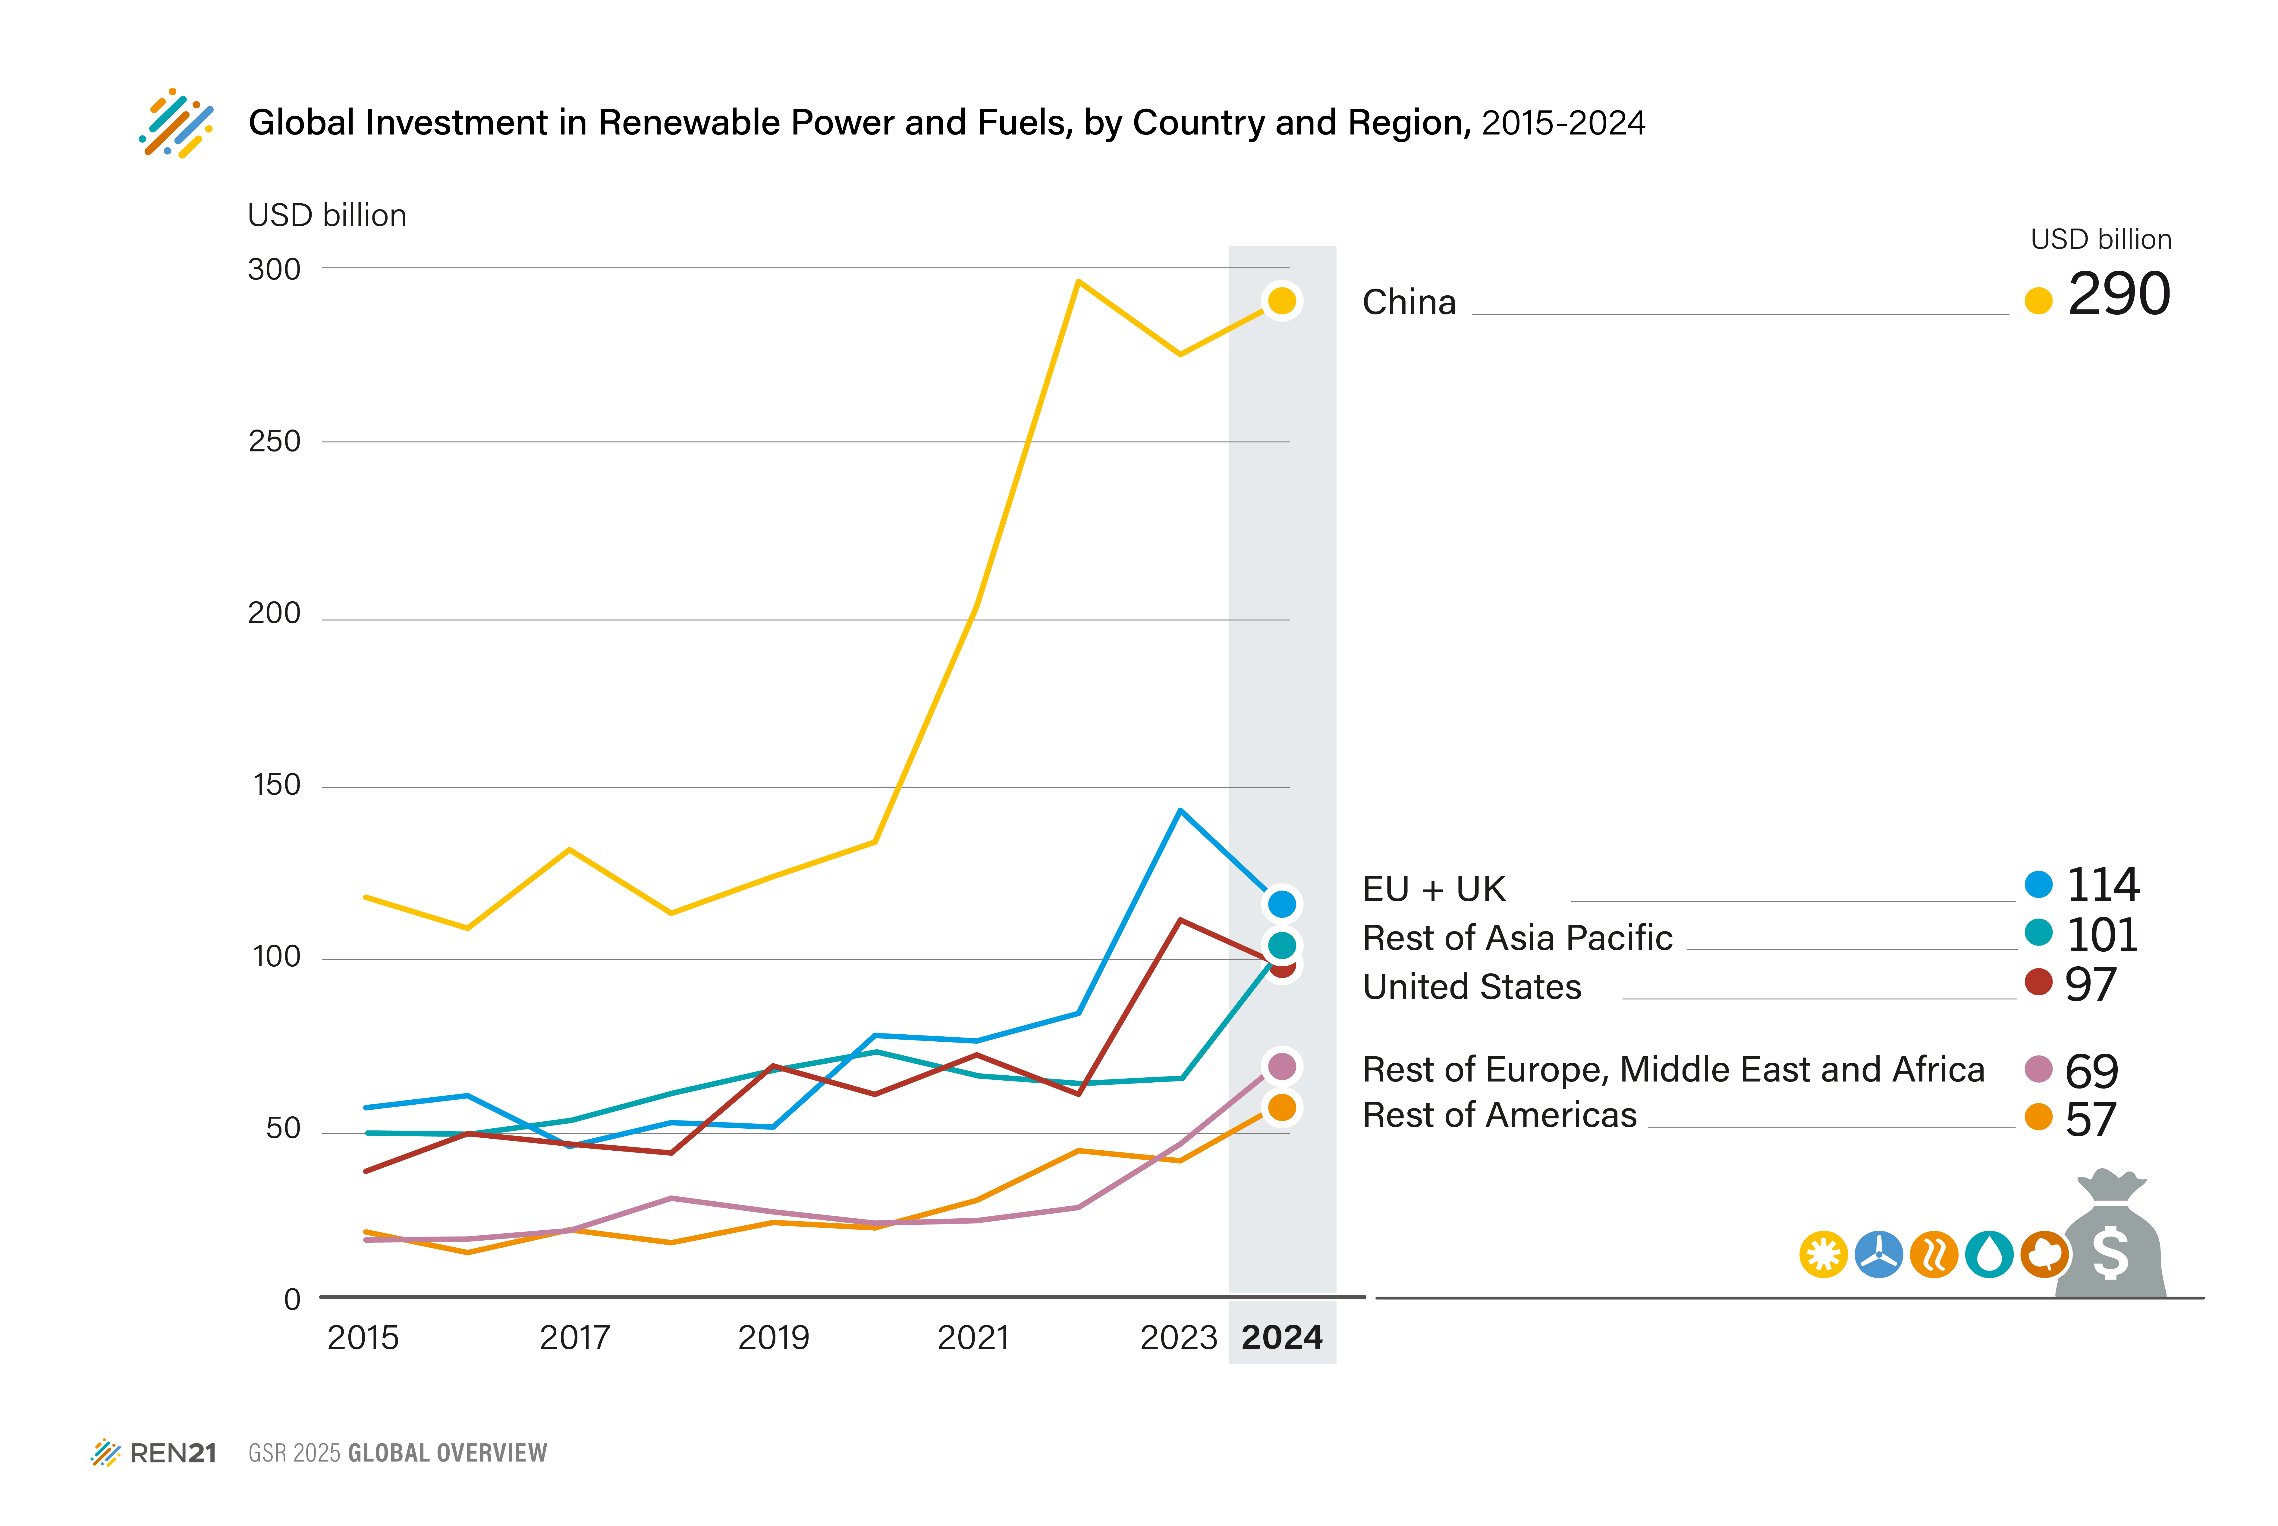 Global Investment in Renewable Power and Fuels, by Country and Region, 2015-2024
USD billion
300
250
200
150
100
50
0
2015 2017 2019 2021 2023 2024
USD billion
China 290
EU + UK 114
Rest of Asia Pacific 101
United States 97
Rest of Europe, Middle East and Africa 69
Rest of Americas 57
$
REN21 GSR 2025 GLOBAL OVERVIEW